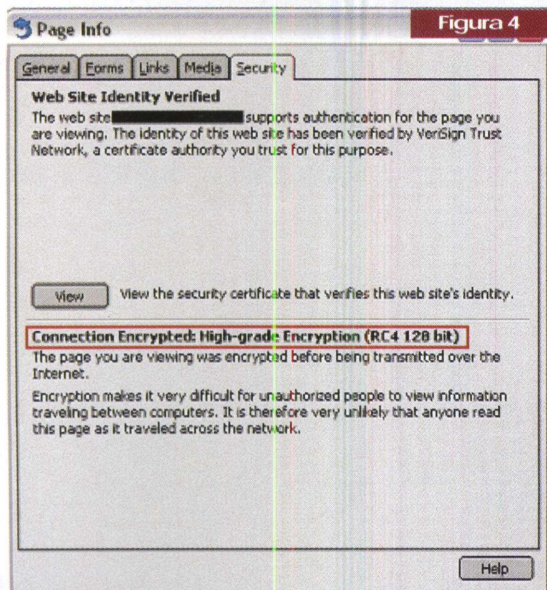 Page Info
Figura 4
General Forms Links Media Security
Web Site Identity Verified
The web site supports authentication for the page you
are viewing. The identity of this web site has been verified by VeriSign Trust
Network, a certificate authority you trust for this purpose.
View View the security certificate that verifies this web site's identity.
Connection Encrypted: High-grade Encryption (RC4 128 bit)
The page you are viewing was encrypted before being transmitted over the
Internet.
Encryption makes it very difficult for unauthorized people to view information
traveling between computers. It is therefore very unlikely that anyone read
this page as it traveled across the network.
Help